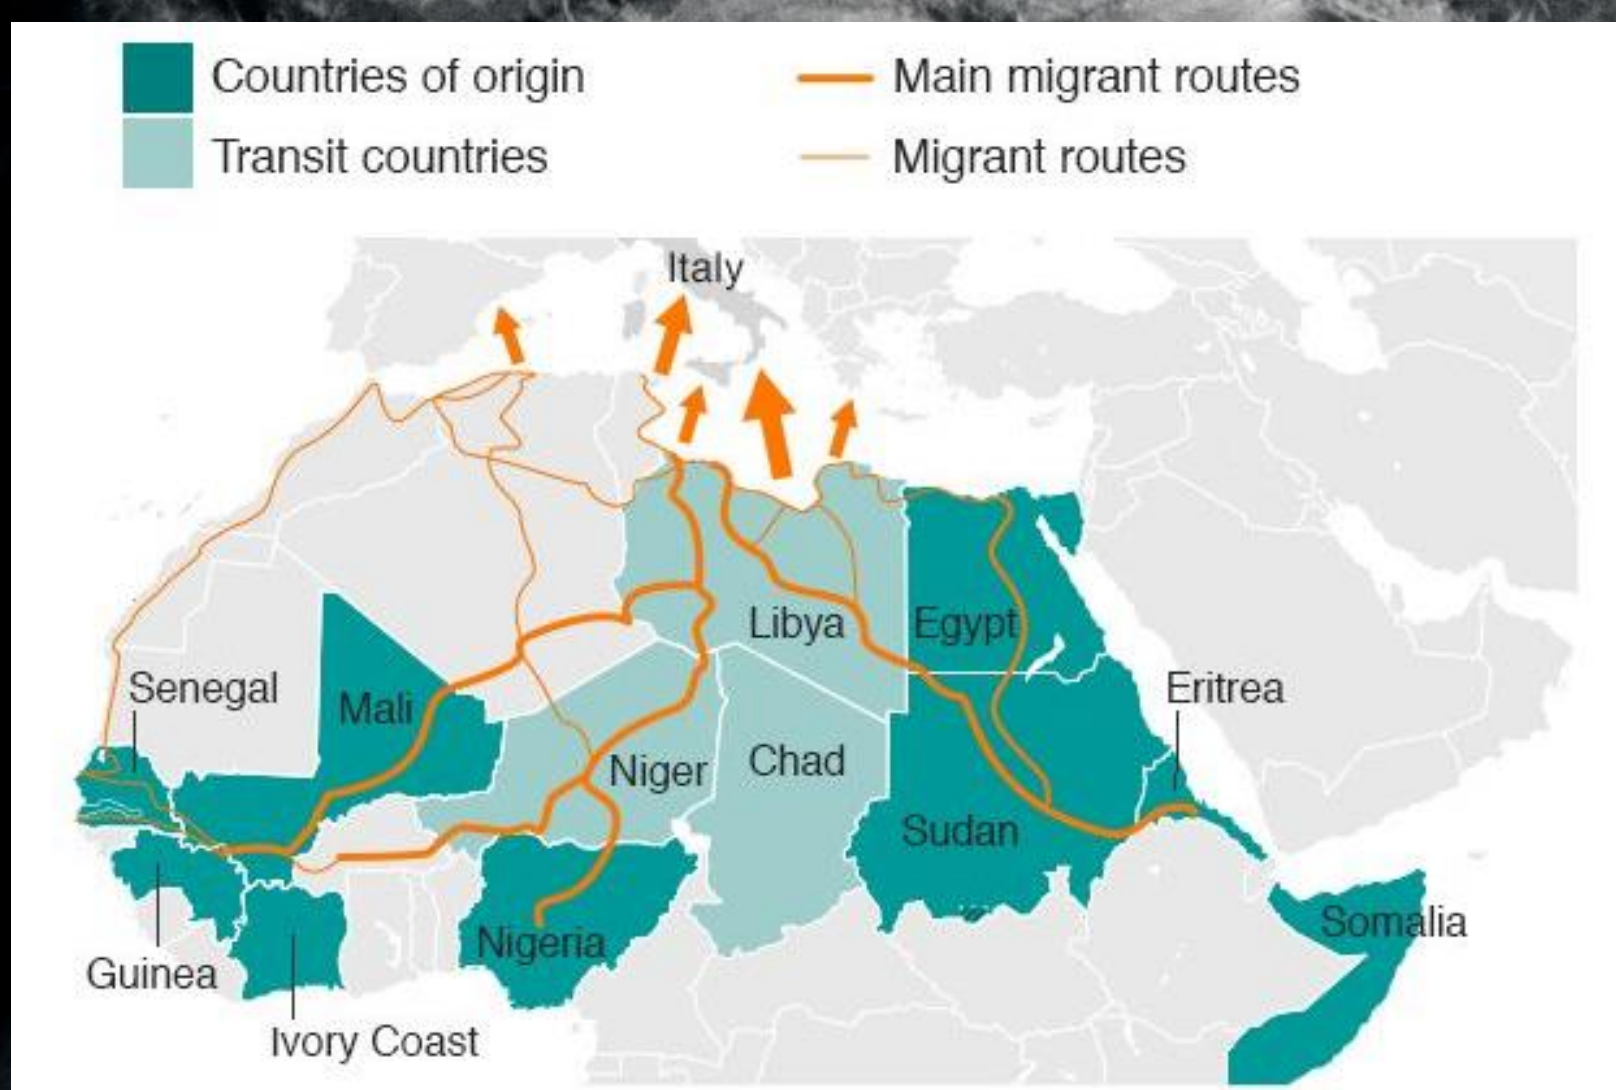 Countries of origin
Main migrant routes
Transit countries
Migrant routes
Italy
Libya
Egypt
Senegal
Mali
Eritrea
Niger
Chad
Sudan
Nigeria
Somalia
Guinea
Ivory Coast